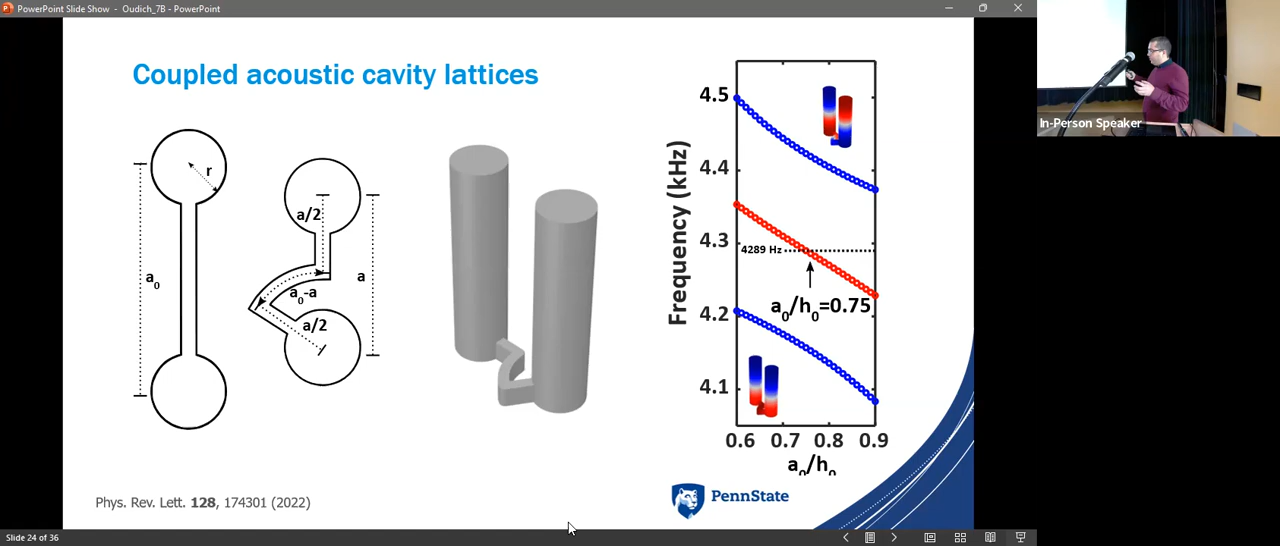 PowerPoint Slide Show - Oudich_7B - PowerPoint
Coupled acoustic cavity lattices
r
a0
a/2
a0-a
a/2
a
Frequency (kHz)
4.5
4.4
4.3
4.2
4.1
4289 Hz
a0/h0=0.75
0.6 0.7 0.8 0.9
a0/h0
Phys. Rev. Lett. 128, 174301 (2022)
PennState
In-Person Speaker
Slide 24 of 36